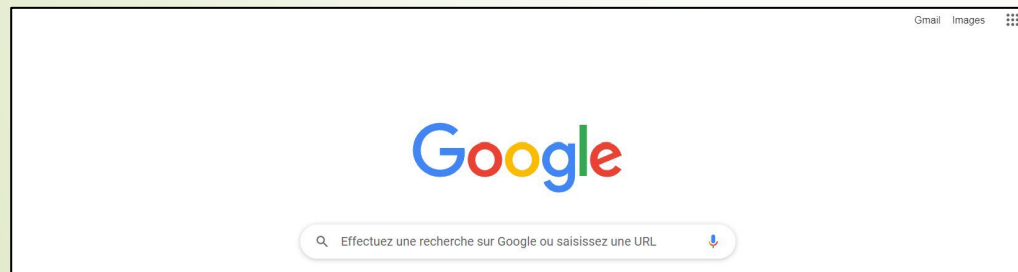 Gmail Images
Google
Effectuez une recherche sur Google ou saisissez une URL